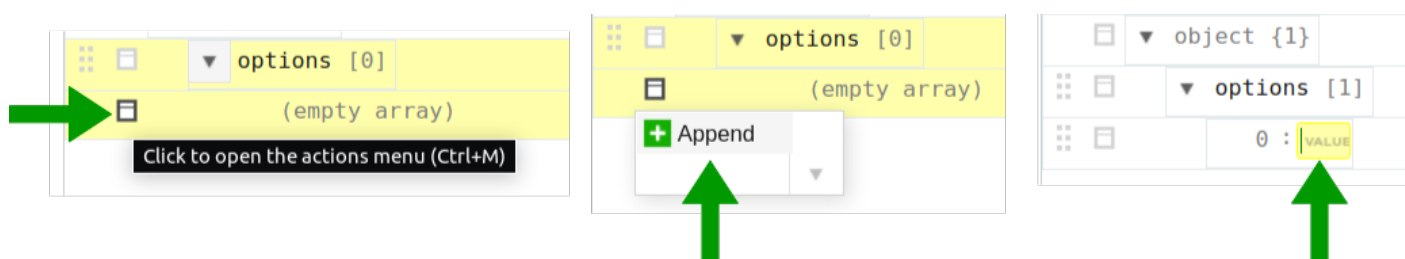 options [0]
(empty array)
Click to open the actions menu (Ctrl+M)
options [0]
(empty array)
Append
object {1}
options [1]
0 : VALUE